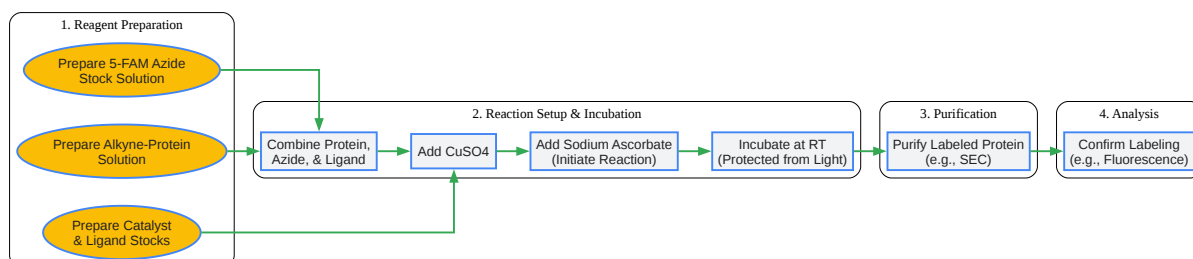 1. Reagent Preparation
Prepare 5-FAM Azide
Stock Solution
Prepare Alkyne-Protein
Solution
Prepare Catalyst
& Ligand Stocks
2. Reaction Setup & Incubation
Combine Protein,
Azide, & Ligand
Add CuSO4
Add Sodium Ascorbate
(Initiate Reaction)
Incubate at RT
(Protected from Light)
3. Purification
Purify Labeled Protein
(e.g., SEC)
4. Analysis
Confirm Labeling
(e.g., Fluorescence)